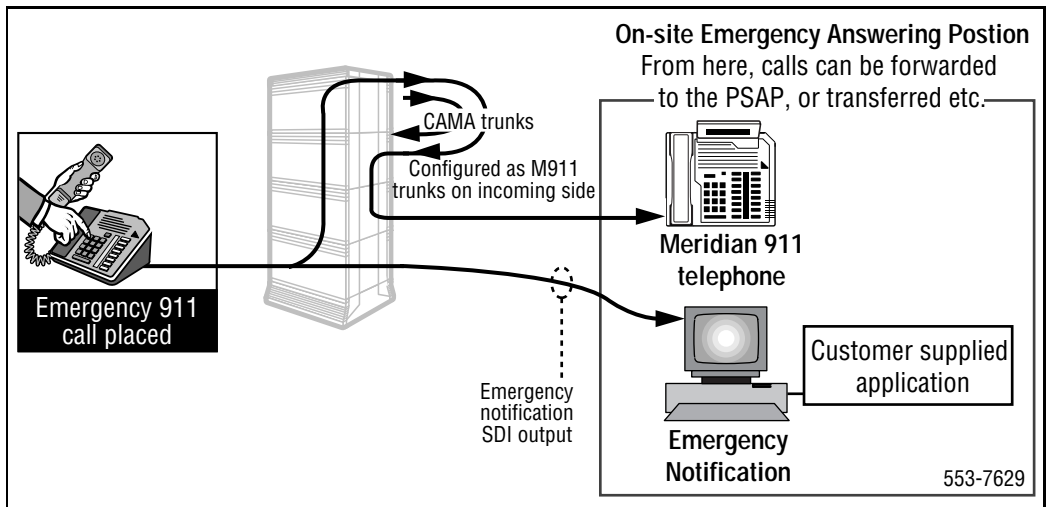 On-site Emergency Answering Postion
From here, calls can be forwarded
to the PSAP, or transferred etc.
CAMA trunks
Configured as M911
trunks on incoming side
Meridian 911
telephone
Emergency 911
call placed
Emergency
notification
SDI output
Customer supplied
application
Emergency
Notification
553-7629